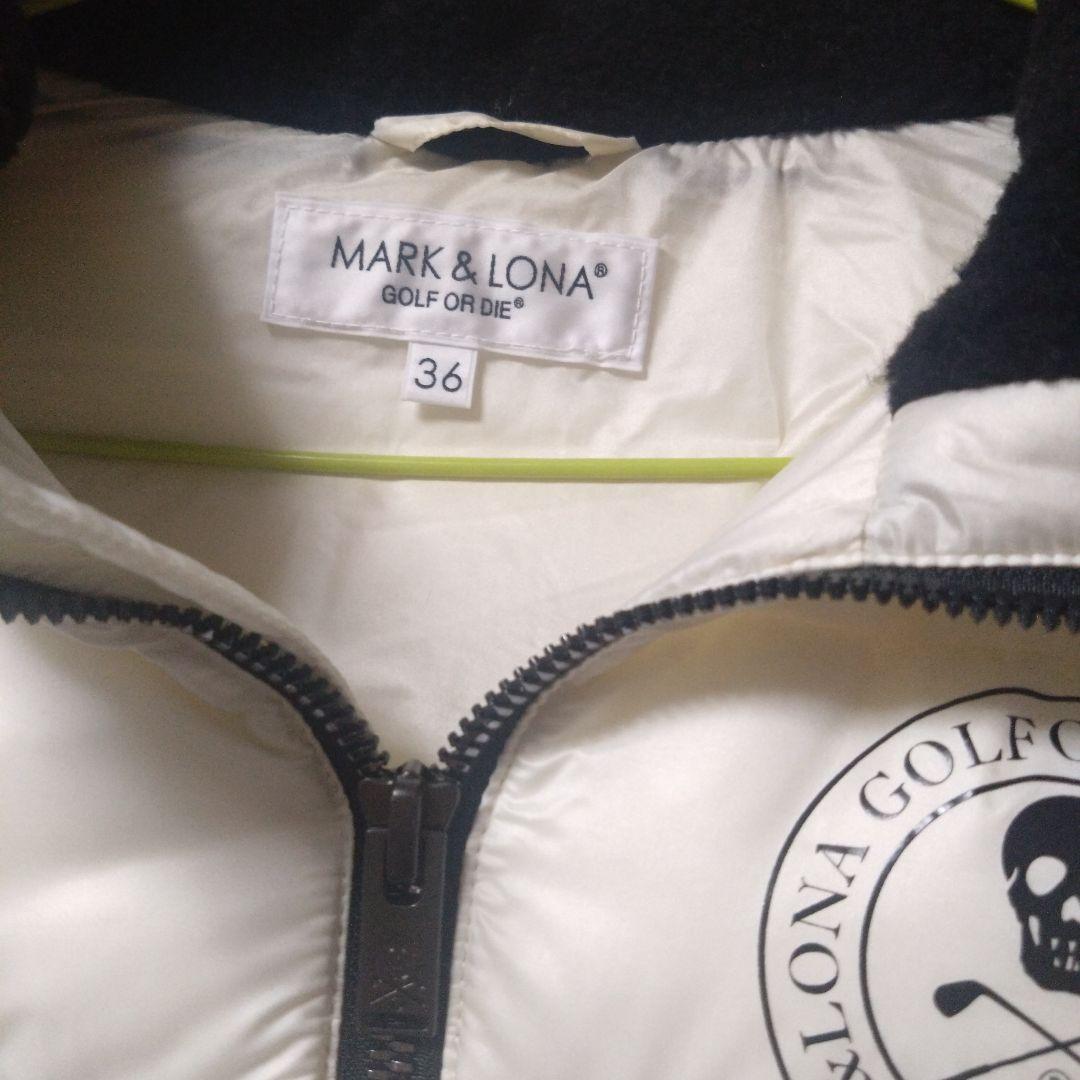 MARK & LONA®
GOLF OR DIE®
36
&LONA GOLF